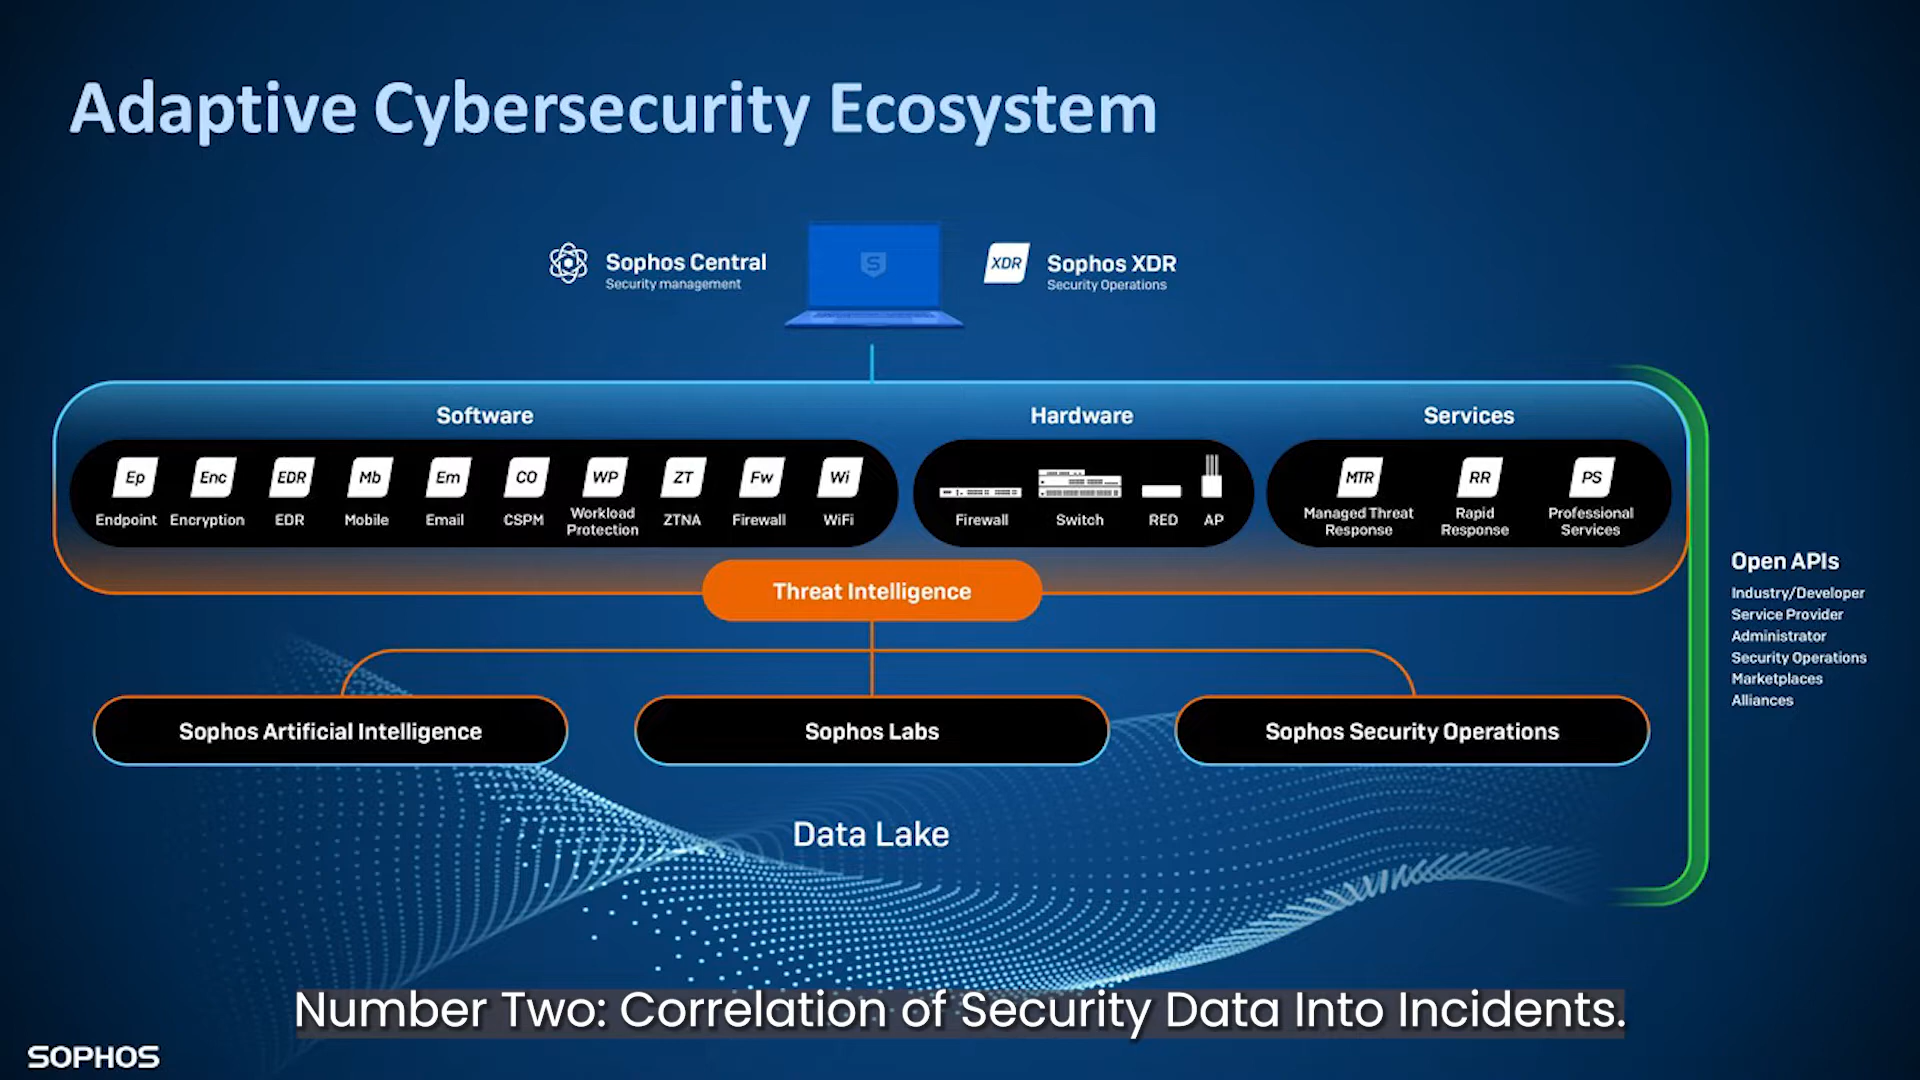 Adaptive Cybersecurity Ecosystem
Sophos Central
Security management
S
XDR
Sophos XDR
Security Operations
Software
Hardware
Services
Ep
Enc
EDR
Mb
Em
CO
WP
ZT
Fw
Wi
MTR
RR
PS
Endpoint
Encryption
EDR
Mobile
Email
CSPM
Workload
Protection
ZTNA
Firewall
WiFi
Firewall
Switch
RED
AP
Managed Threat
Response
Rapid
Response
Professional
Services
Threat Intelligence
Open APIs
Industry/Developer
Service Provider
Administrator
Security Operations
Marketplaces
Alliances
Sophos Artificial Intelligence
Sophos Labs
Sophos Security Operations
Data Lake
Number Two: Correlation of Security Data Into Incidents.
SOPHOS